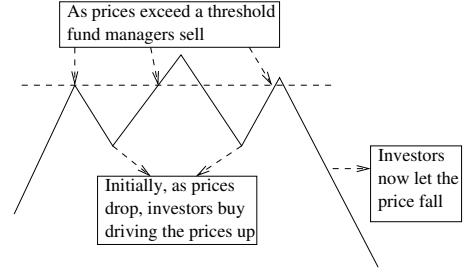 As prices exceed a threshold
fund managers sell
Initially, as prices
drop, investors buy
driving the prices up
Investors
now let the
price fall